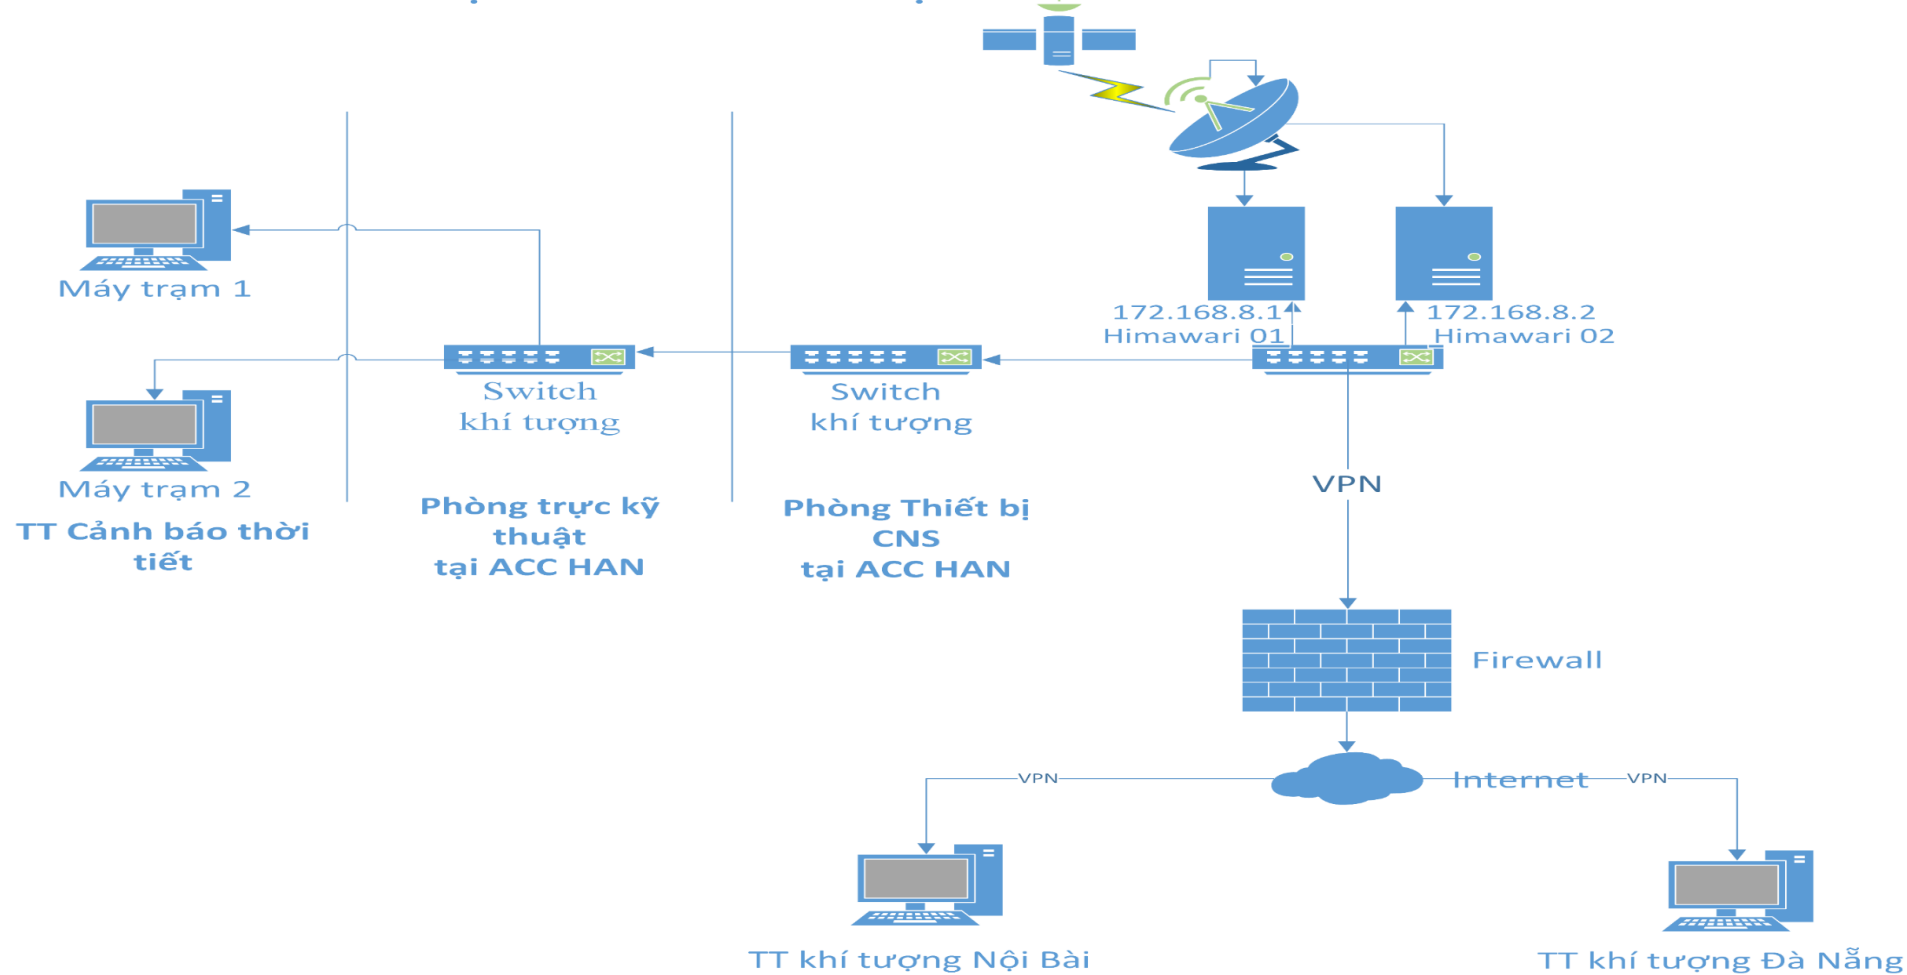 172.168.8.1
Himawari 01
172.168.8.2
Himawari 02
Máy trạm 1
Switch
khí tượng
Switch
khí tượng
Máy trạm 2
TT Cảnh báo thời
tiết
Phòng trực kỹ
thuật
tại ACC HAN
Phòng Thiết bị
CNS
tại ACC HAN
VPN
Firewall
VPN
Internet
VPN
TT khí tượng Nội Bài
TT khí tượng Đà Nẵng